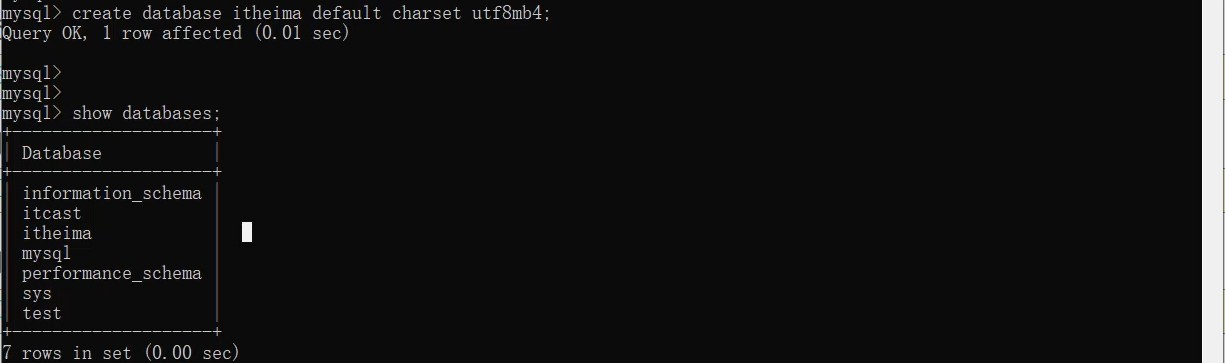 mysql> create database itheima default charset utf8mb4;
Query OK, 1 row affected (0.01 sec)
mysql>
mysql>
mysql> show databases;
+--------------------+
| Database           |
+--------------------+
| information_schema |
| itcast             |
| itheima            |
| mysql              |
| performance_schema |
| sys                |
| test               |
+--------------------+
7 rows in set (0.00 sec)